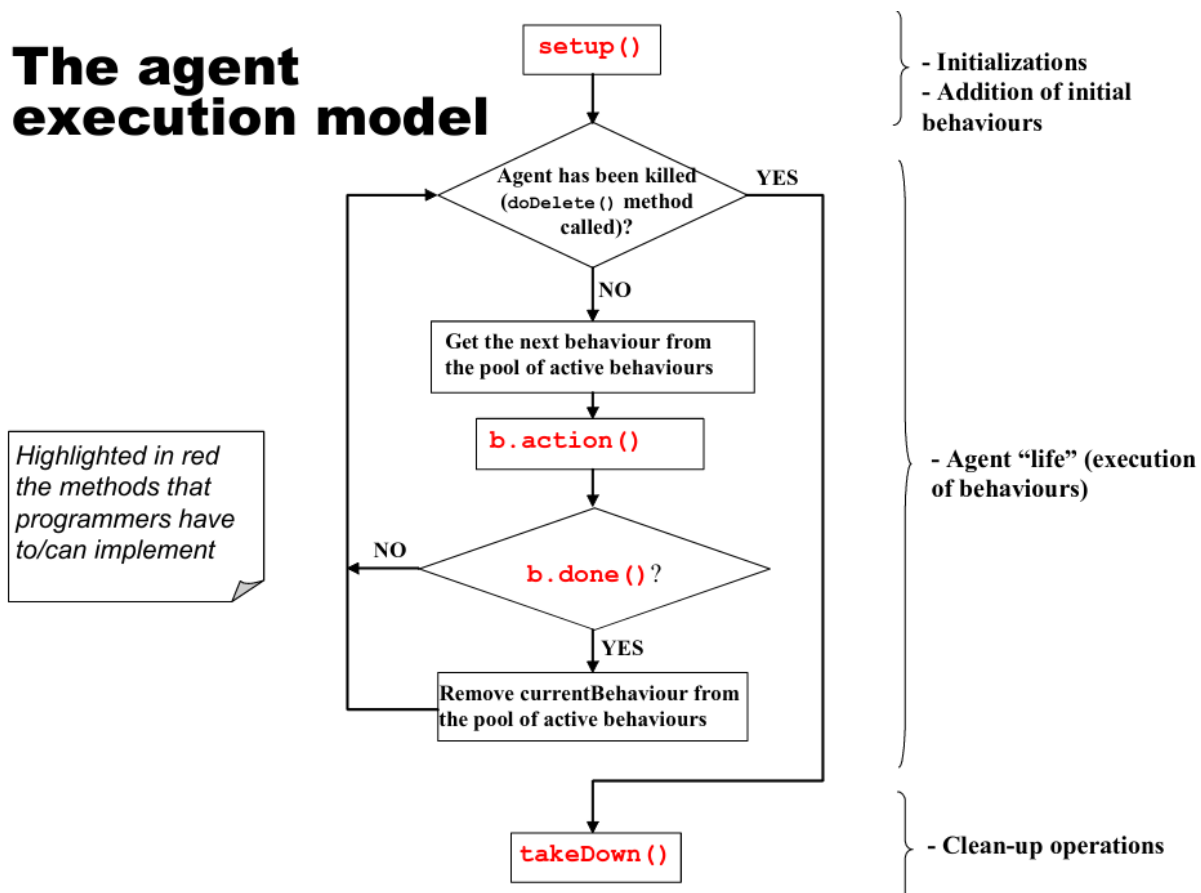 The agent
execution model
setup()
- Initializations
- Addition of initial
behaviours
Agent has been killed
(doDelete() method
called)?
YES
NO
Get the next behaviour from
the pool of active behaviours
b.action()
Highlighted in red
the methods that
programmers have
to/can implement
- Agent “life” (execution
of behaviours)
NO
b.done()?
YES
Remove currentBehaviour from
the pool of active behaviours
takeDown()
- Clean-up operations